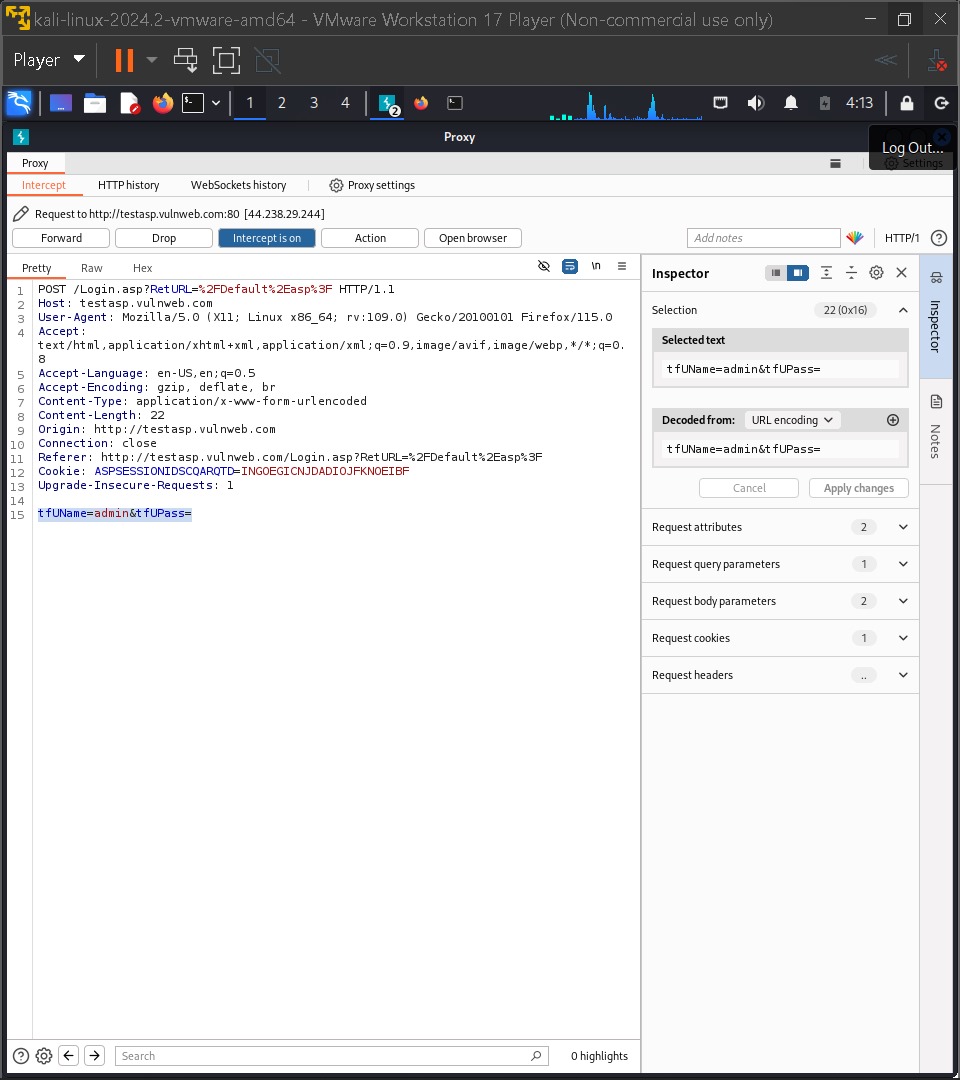 kali-linux-2024.2-vmware-amd64 - VMware Workstation 17 Player (Non-commercial use only)
Player
1 2 3 4 2 4:13
Proxy
Log Out...
Proxy Settings
Intercept HTTP history WebSockets history Proxy settings
Request to http://testasp.vulnweb.com:80 [44.238.29.244]
Forward Drop Intercept is on Action Open browser Add notes HTTP/1
Pretty Raw Hex \n
1 POST /Login.asp?RetURL=%2FDefault%2Easp%3F HTTP/1.1
2 Host: testasp.vulnweb.com
3 User-Agent: Mozilla/5.0 (X11; Linux x86_64; rv:109.0) Gecko/20100101 Firefox/115.0
4 Accept:
text/html,application/xhtml+xml,application/xml;q=0.9,image/avif,image/webp,*/*;q=0.
8
5 Accept-Language: en-US,en;q=0.5
6 Accept-Encoding: gzip, deflate, br
7 Content-Type: application/x-www-form-urlencoded
8 Content-Length: 22
9 Origin: http://testasp.vulnweb.com
10 Connection: close
11 Referer: http://testasp.vulnweb.com/Login.asp?RetURL=%2FDefault%2Easp%3F
12 Cookie: ASPSESSIONIDSCQARQTD=INGOEGICNJDADIOJFKNOEIBF
13 Upgrade-Insecure-Requests: 1
14
15 tfUName=admin&tfUPass=
Inspector
Selection 22 (0x16)
Selected text
tfUName=admin&tfUPass=
Decoded from: URL encoding
tfUName=admin&tfUPass=
Cancel Apply changes
Request attributes 2
Request query parameters 1
Request body parameters 2
Request cookies 1
Request headers ..
Inspector
Notes
Search 0 highlights